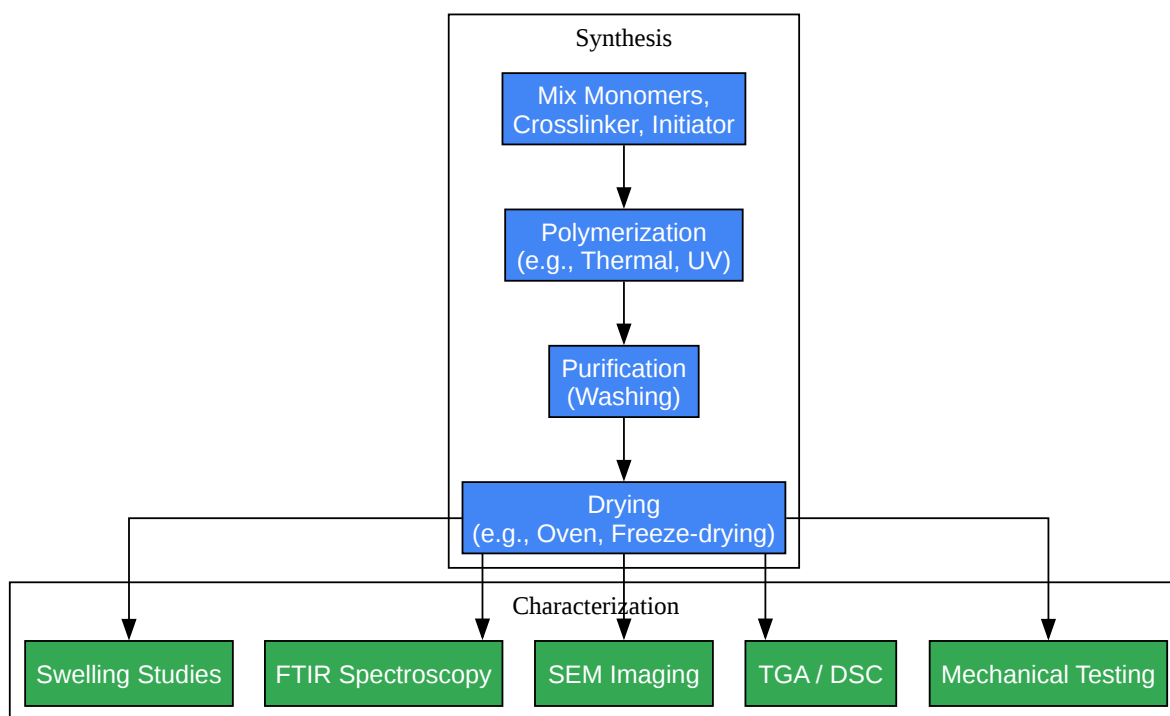 Synthesis
Mix Monomers,
Crosslinker, Initiator
Polymerization
(e.g., Thermal, UV)
Purification
(Washing)
Drying
(e.g., Oven, Freeze-drying)
Characterization
Swelling Studies
FTIR Spectroscopy
SEM Imaging
TGA / DSC
Mechanical Testing